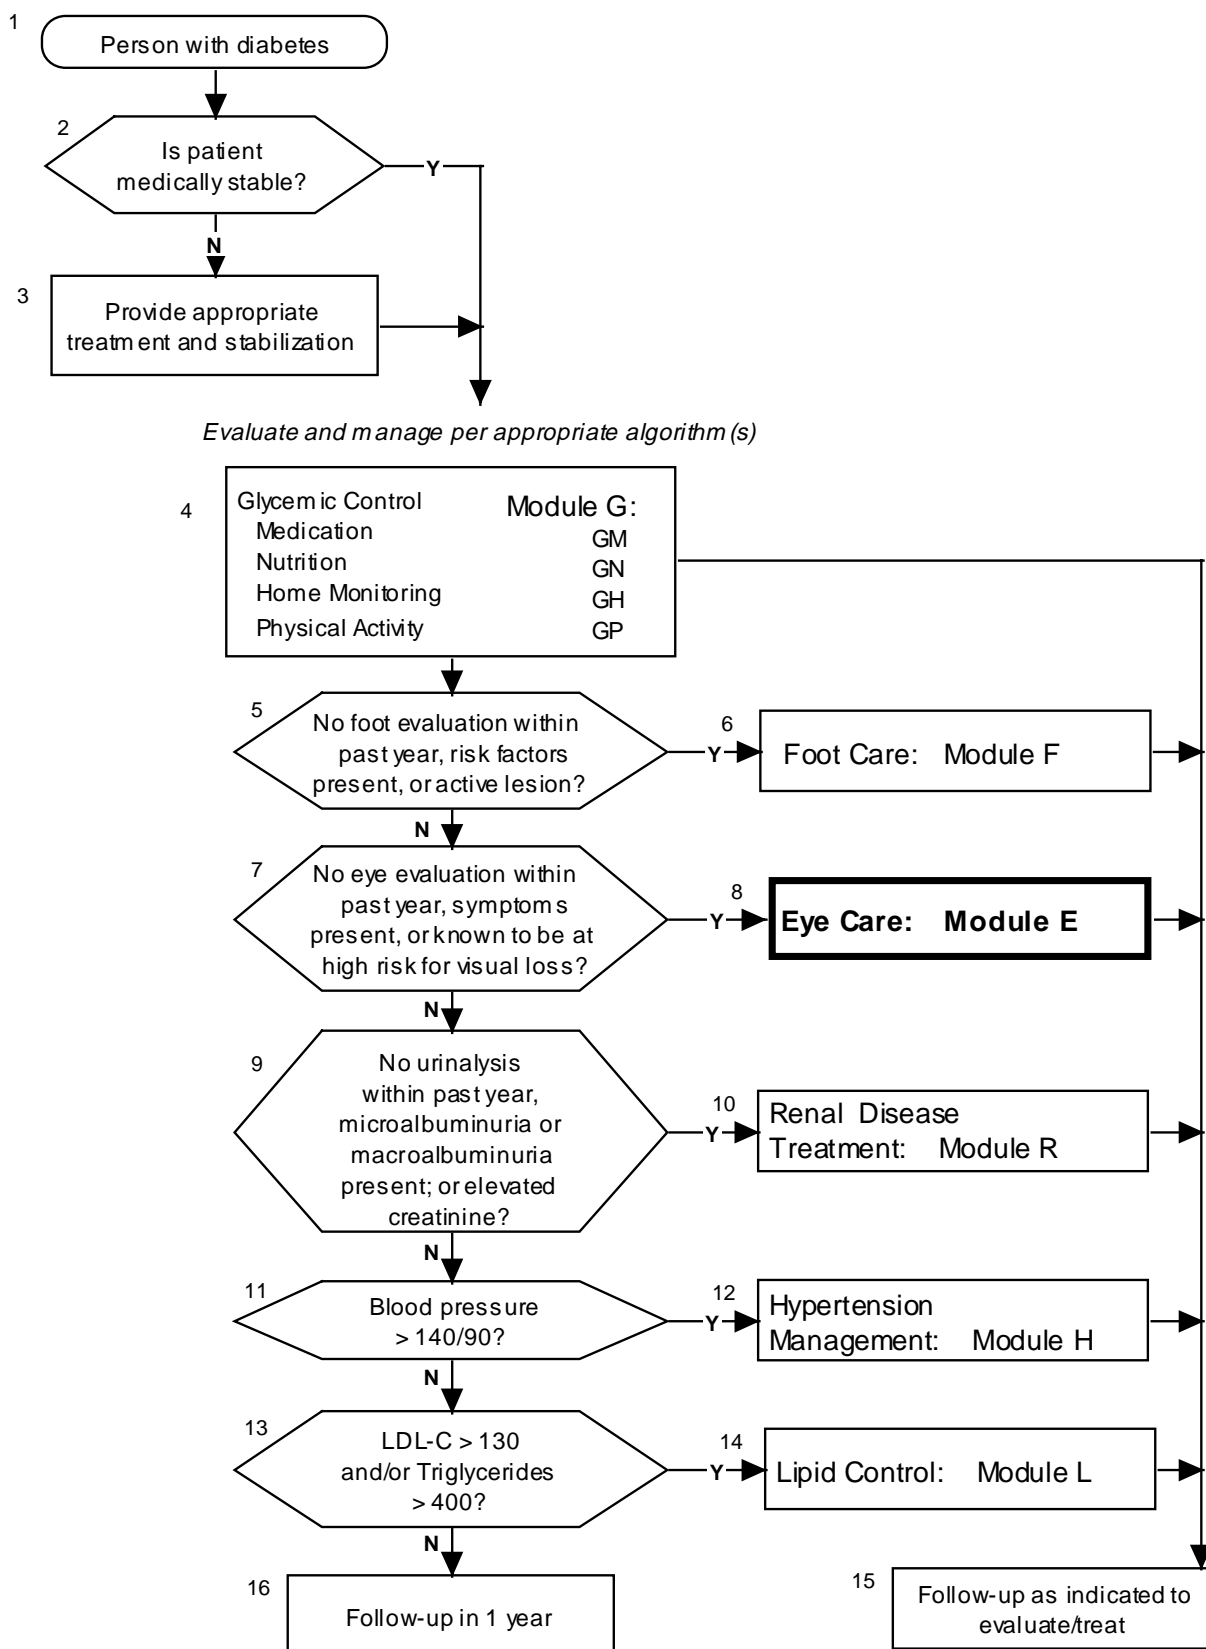 1
Person with diabetes
2
Is patient
medically stable?
Y
N
3
Provide appropriate
treatment and stabilization
Evaluate and manage per appropriate algorithm(s)
4
Glycemic Control Module G:
Medication GM
Nutrition GN
Home Monitoring GH
Physical Activity GP
5
No foot evaluation within
past year, risk factors
present, or active lesion?
Y
6
Foot Care: Module F
N
7
No eye evaluation within
past year, symptoms
present, or known to be at
high risk for visual loss?
Y
8
Eye Care: Module E
N
9
No urinalysis
within past year,
microalbuminuria or
macroalbuminuria
present; or elevated
creatinine?
Y
10
Renal Disease
Treatment: Module R
N
11
Blood pressure
> 140/90?
Y
12
Hypertension
Management: Module H
N
13
LDL-C > 130
and/or Triglycerides
> 400?
Y
14
Lipid Control: Module L
N
16
Follow-up in 1 year
15
Follow-up as indicated to
evaluate/treat